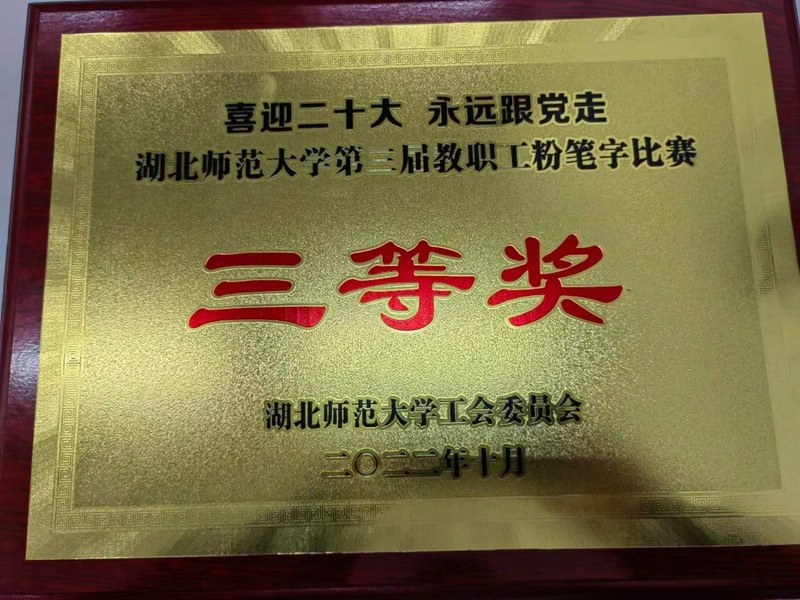 喜迎二十大 永远跟党走
湖北师范大学第三届教职工粉笔字比赛
三等奖
湖北师范大学工会委员会
二〇二二年十月